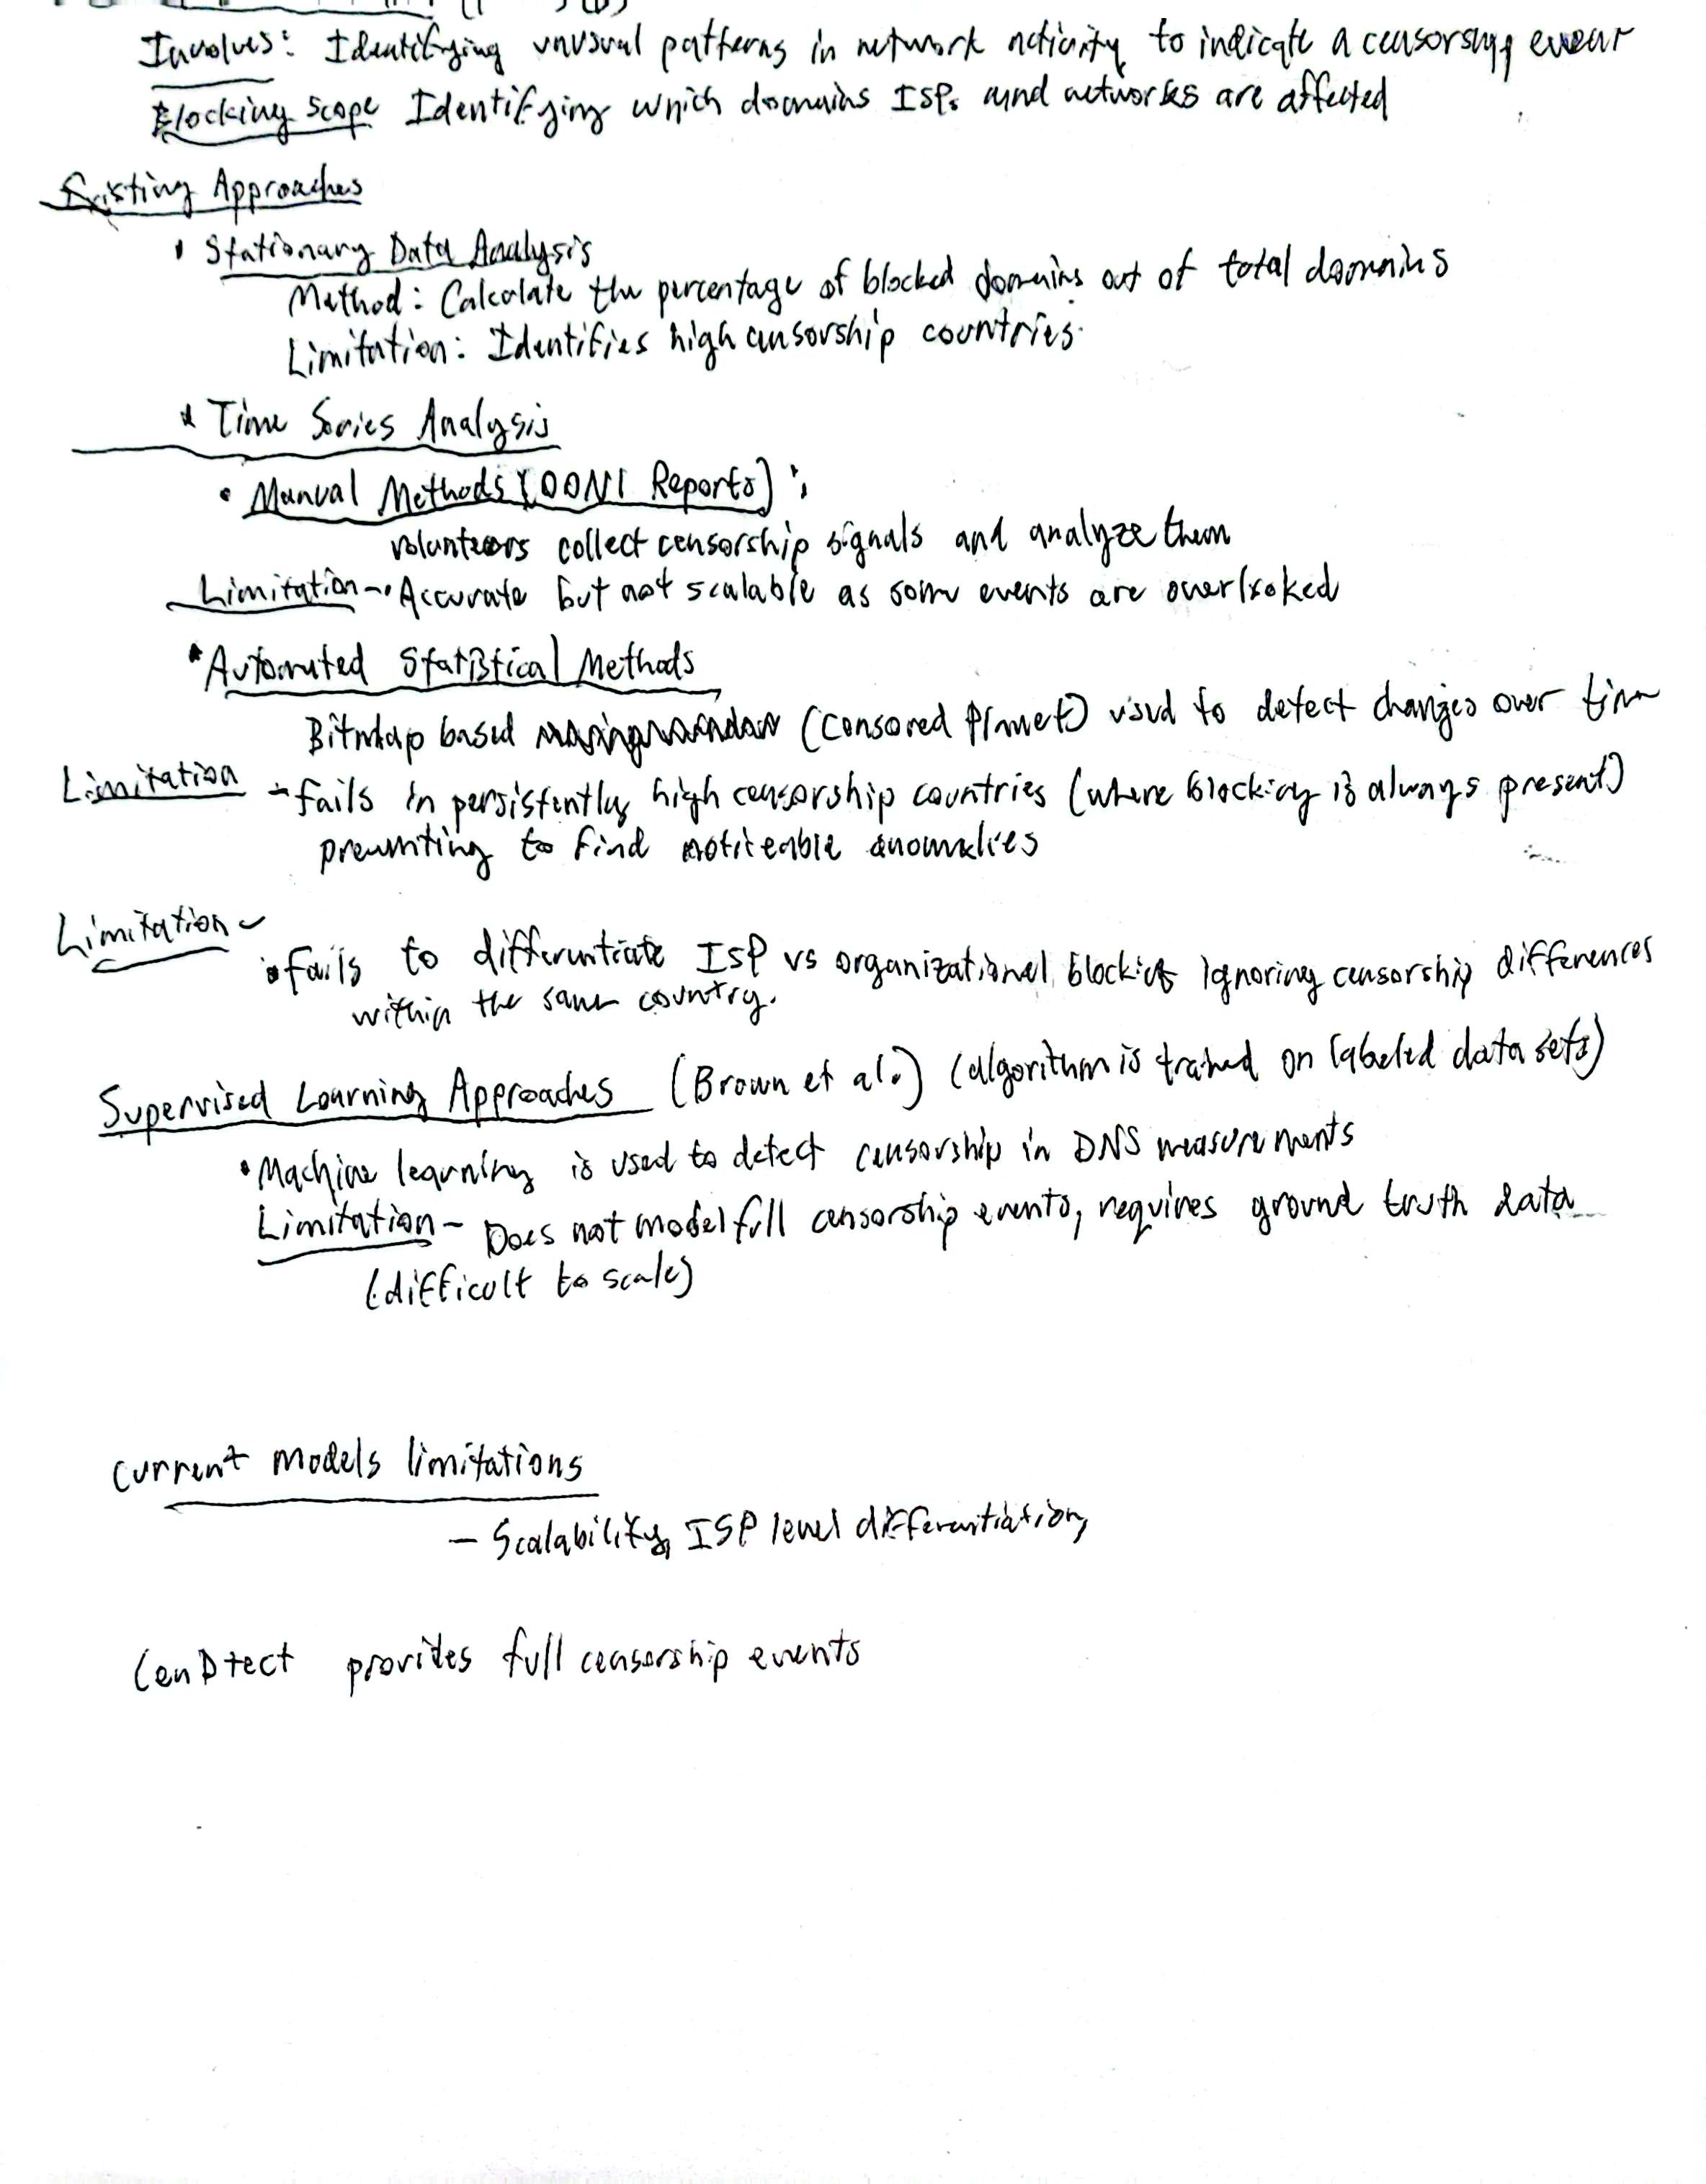 Involves: Identifying unusual patterns in network activity to indicate a censorship
Blocking scope Identifying which domains ISPs and networks are affected
Existing Approaches
• Stationary Data Analysis
Method: Calculate the percentage of blocked domains out of total domains
Limitation: Identifies high censorship countries.
* Time Series Analysis
• Manual Methods (OONI Reports):
volunteers collect censorship signals and analyze them
Limitation - • Accurate but not scalable as some events are overlooked
* Automated Statistical Methods
Bitmap based (Censored Planet) used to detect changes over time
Limitation - fails in persistently high censorship countries (where blocking is always present)
to find noticeable anomalies
Limitation -
• fails to differentiate ISP vs organizational ignoring censorship differences
within the same country.
Supervised Learning Approaches (Brown et al.) (algorithm is trained on labeled data sets)
• Machine learning is used to detect censorship in DNS measurements
Limitation - Does not model full censorship events, requires ground truth data
(difficult to scale)
Current models limitations
- Scalability, ISP level differentiation,
CenDtect provides full censorship events